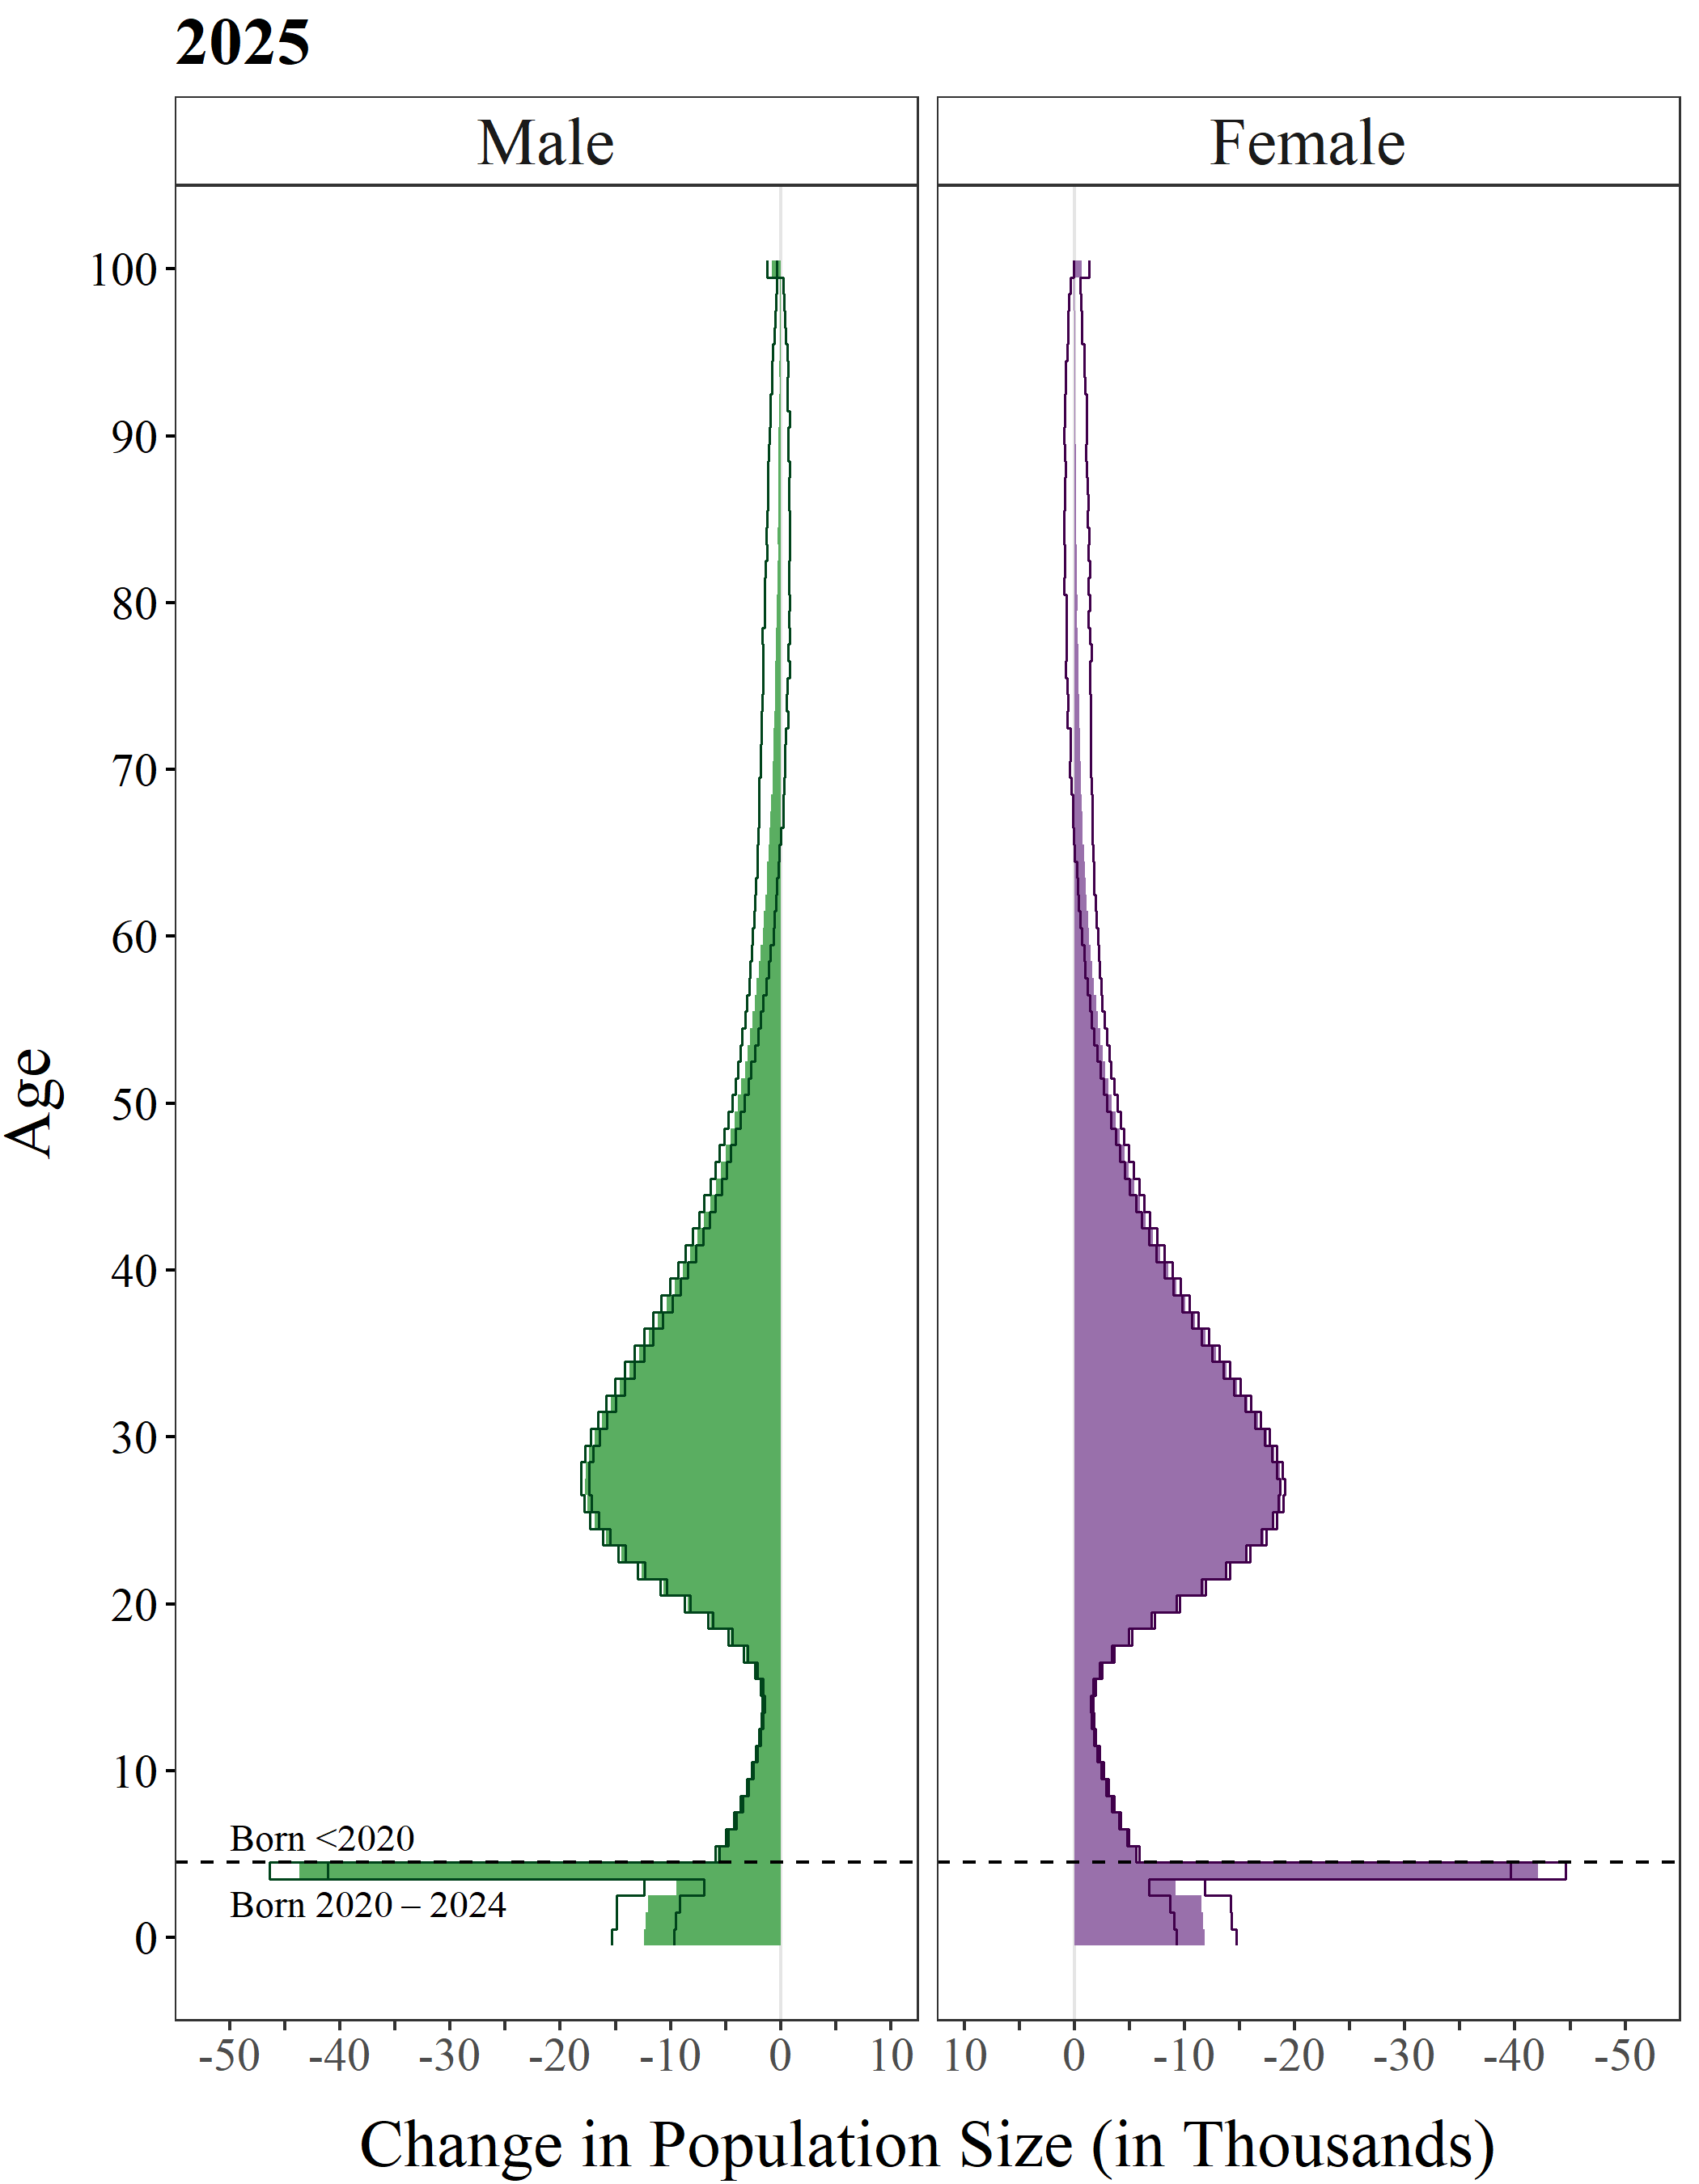 2025
Male
Female
100
90
80
70
60
50
40
30
20
10
0
Age
Born <2020
Born 2020 – 2024
-50 -40 -30 -20 -10 0 10
10 0 -10 -20 -30 -40 -50
Change in Population Size (in Thousands)